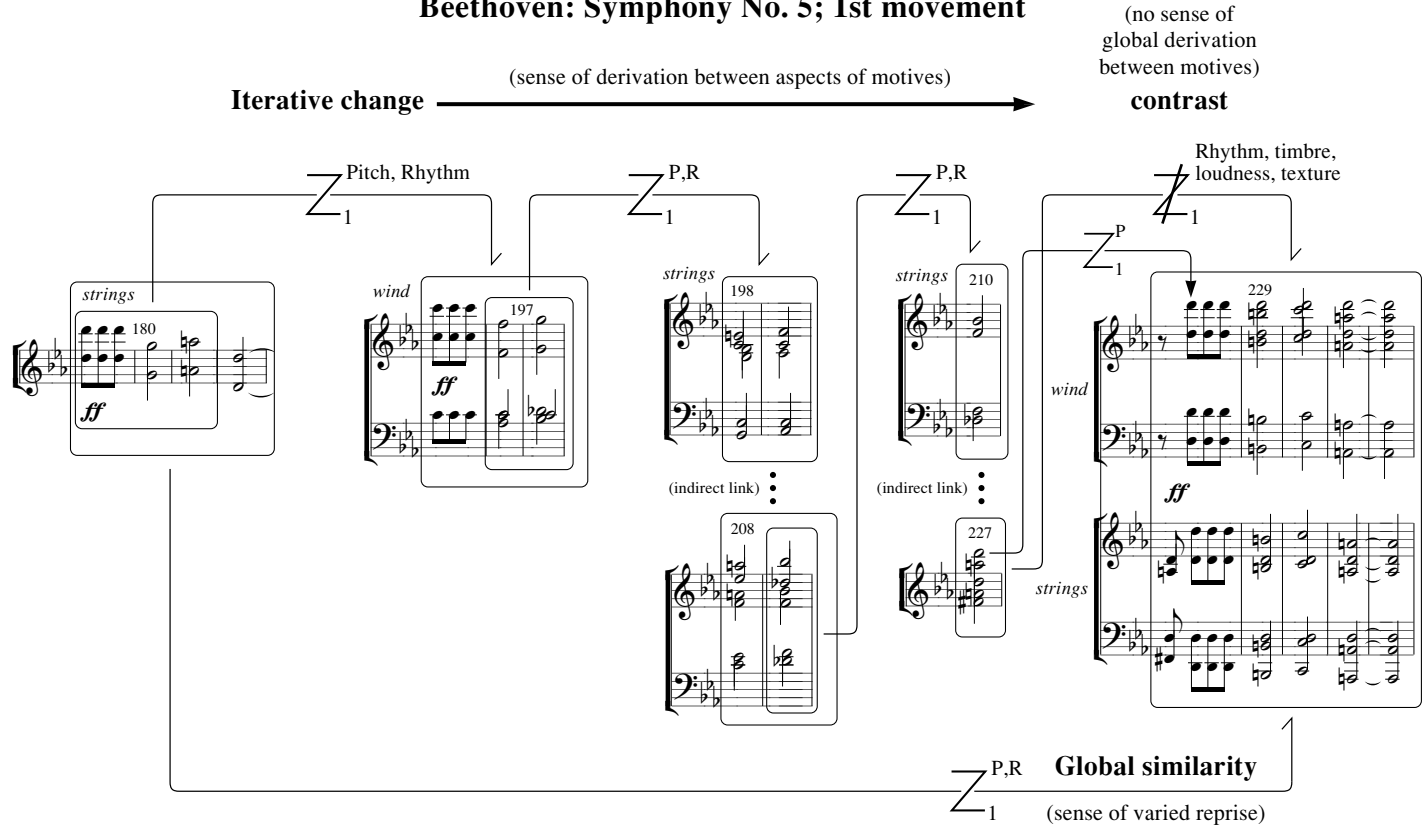 Beethoven: Symphony No. 5; 1st movement
(no sense of
global derivation
between motives)
(sense of derivation between aspects of motives)
Iterative change
contrast
Pitch, Rhythm
1
P,R
1
P,R
1
Rhythm, timbre,
loudness, texture
1
P
1
strings
180
ff
wind
197
ff
strings
198
(indirect link)
208
strings
210
(indirect link)
227
229
wind
ff
strings
P,R
1
Global similarity
(sense of varied reprise)